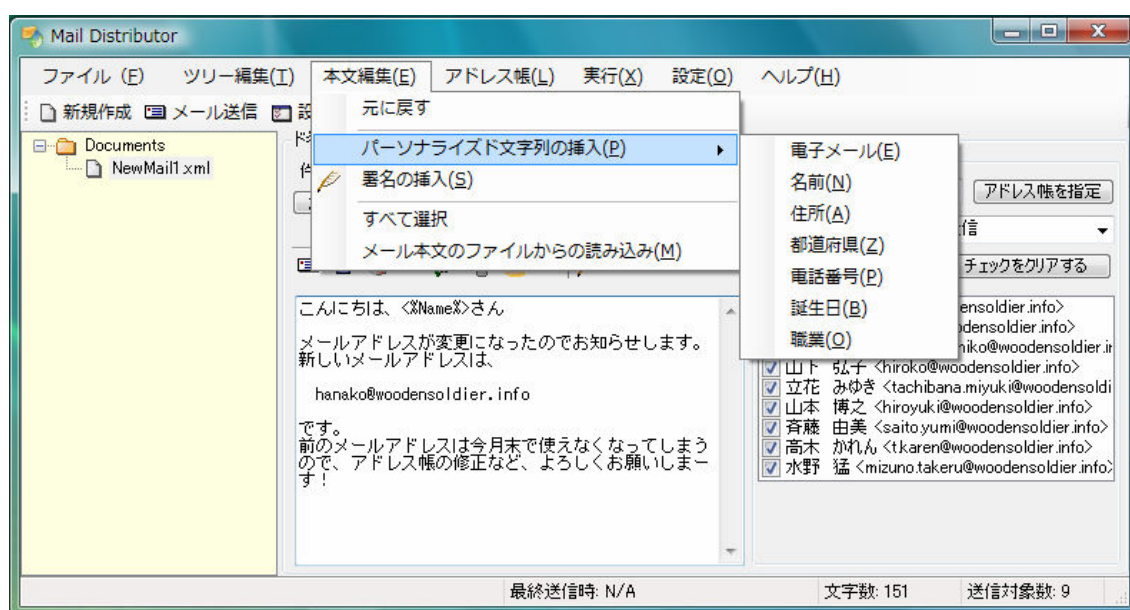 Mail Distributor
ファイル (F) ツリー編集(T) 本文編集(E) アドレス帳(L) 実行(X) 設定(O) ヘルプ(H)
新規作成 メール送信 設
元に戻す
パーソナライズド文字列の挿入(P)
署名の挿入(S)
すべて選択
メール本文のファイルからの読み込み(M)
電子メール(E)
名前(N)
住所(A)
都道府県(Z)
電話番号(P)
誕生日(B)
職業(O)
Documents
NewMail1.xml
アドレス帳を指定
信
チェックをクリアする
こんにちは、<%Name%>さん
メールアドレスが変更になったのでお知らせします。
新しいメールアドレスは、
hanako@woodensoldier.info
です。
前のメールアドレスは今月末で使えなくなってしまう
ので、アドレス帳の修正など、よろしくお願いしまー
す!
ensoldier.info>
odensoldier.info>
hiko@woodensoldier.ir
山下 弘子 <hiroko@woodensoldier.info>
立花 みゆき <tachibana.miyuki@woodensoldi
山本 博之 <hiroyuki@woodensoldier.info>
斉藤 由美 <saito.yumi@woodensoldier.info>
高木 かれん <t.karen@woodensoldier.info>
水野 猛 <mizuno.takeru@woodensoldier.info>
最終送信時: N/A 文字数: 151 送信対象数: 9